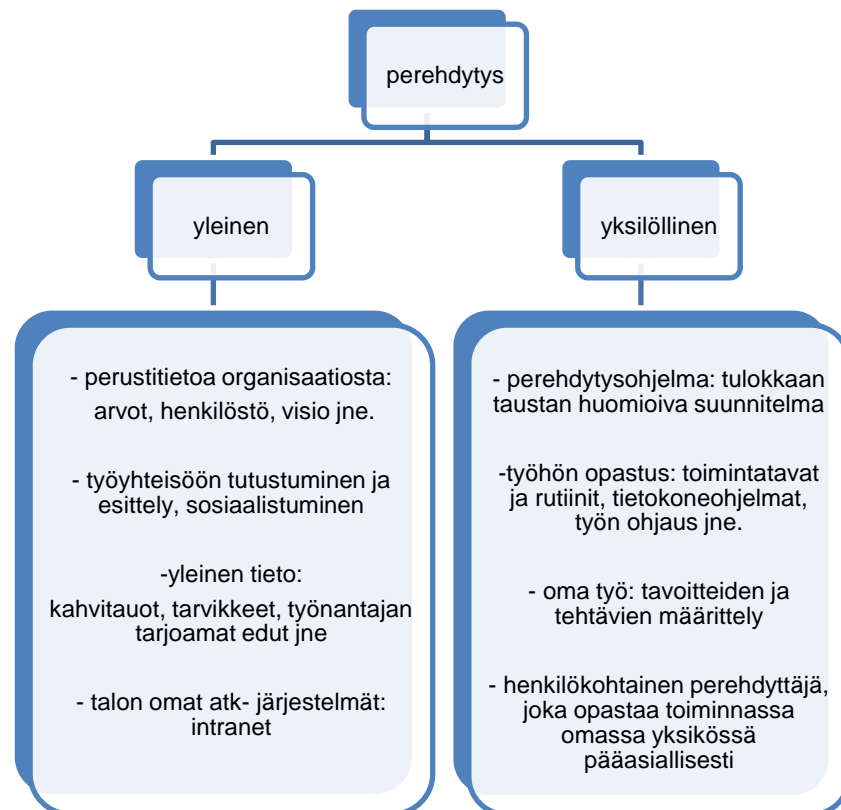 perehdytys
yleinen
yksilöllinen
- perustitietoa organisaatiosta:
arvot, henkilöstö, visio jne.
- työyhteisöön tutustuminen ja
esittely, sosiaalistuminen
-yleinen tieto:
kahvitauot, tarvikkeet, työnantajan
tarjoamat edut jne
- talon omat atk- järjestelmät:
intranet
- perehdytysohjelma: tulokkaan
taustan huomioiva suunnitelma
-työhön opastus: toimintatavat
ja rutiinit, tietokoneohjelmat,
työn ohjaus jne.
- oma työ: tavoitteiden ja
tehtävien määrittely
- henkilökohtainen perehdyttäjä,
joka opastaa toiminnassa
omassa yksikössä
pääasiallisesti